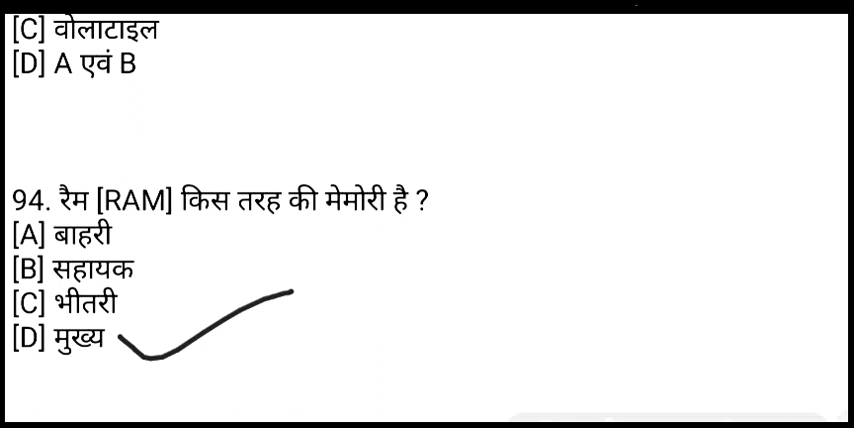 [C] वोलाटाइल
[D] A एवं B
94. रैम [RAM] किस तरह की मेमोरी है ?
[A] बाहरी
[B] सहायक
[C] भीतरी
[D] मुख्य